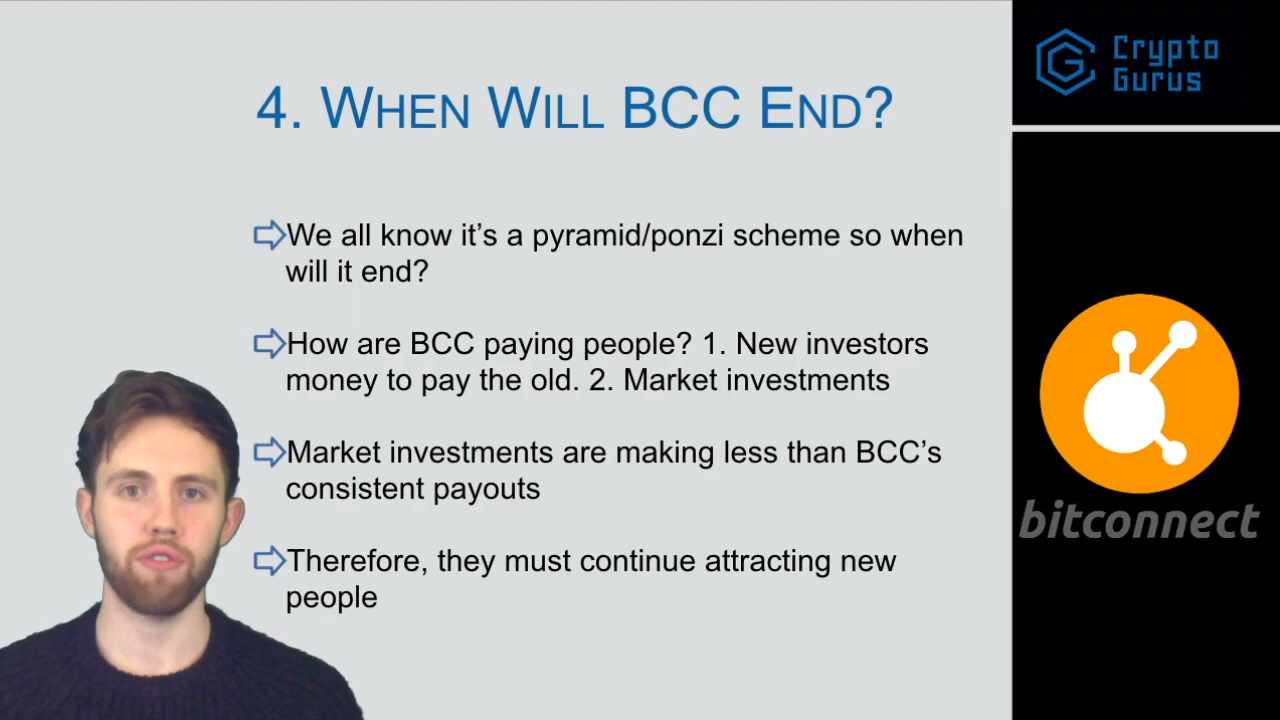 4. When Will BCC End?
We all know it's a pyramid/ponzi scheme so when
will it end?
How are BCC paying people? 1. New investors
money to pay the old. 2. Market investments
Market investments are making less than BCC's
consistent payouts
Therefore, they must continue attracting new
people
Crypto
Gurus
bitconnect